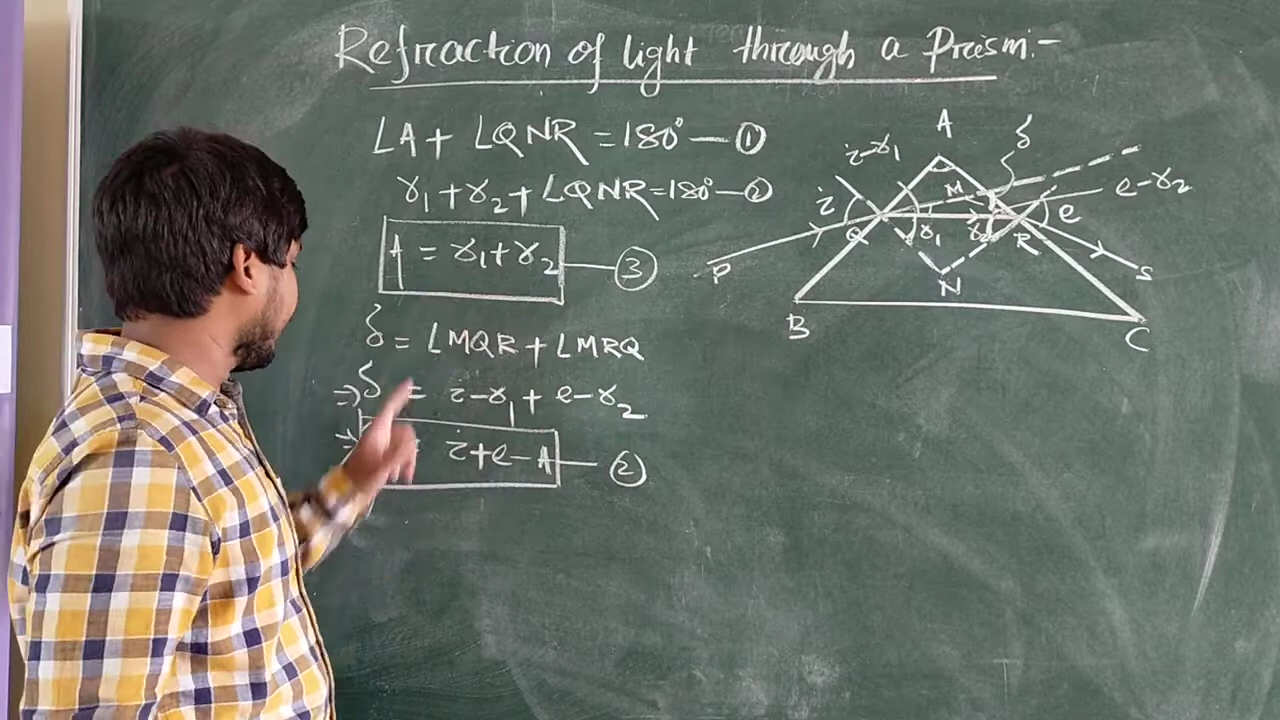 Refraction of light through a Prism:-
∠A + ∠QNR = 180° — ①
r₁ + r₂ + ∠QNR = 180° — ②
A = r₁ + r₂ — ③
δ = ∠MQR + ∠MRQ
⇒ δ = i - r₁ + e - r₂
⇒ = i + e - A — ②
A
δ
i - r₁
i
M
e - r₂
e
Q
r₁
r₂
R
P
N
S
B
C